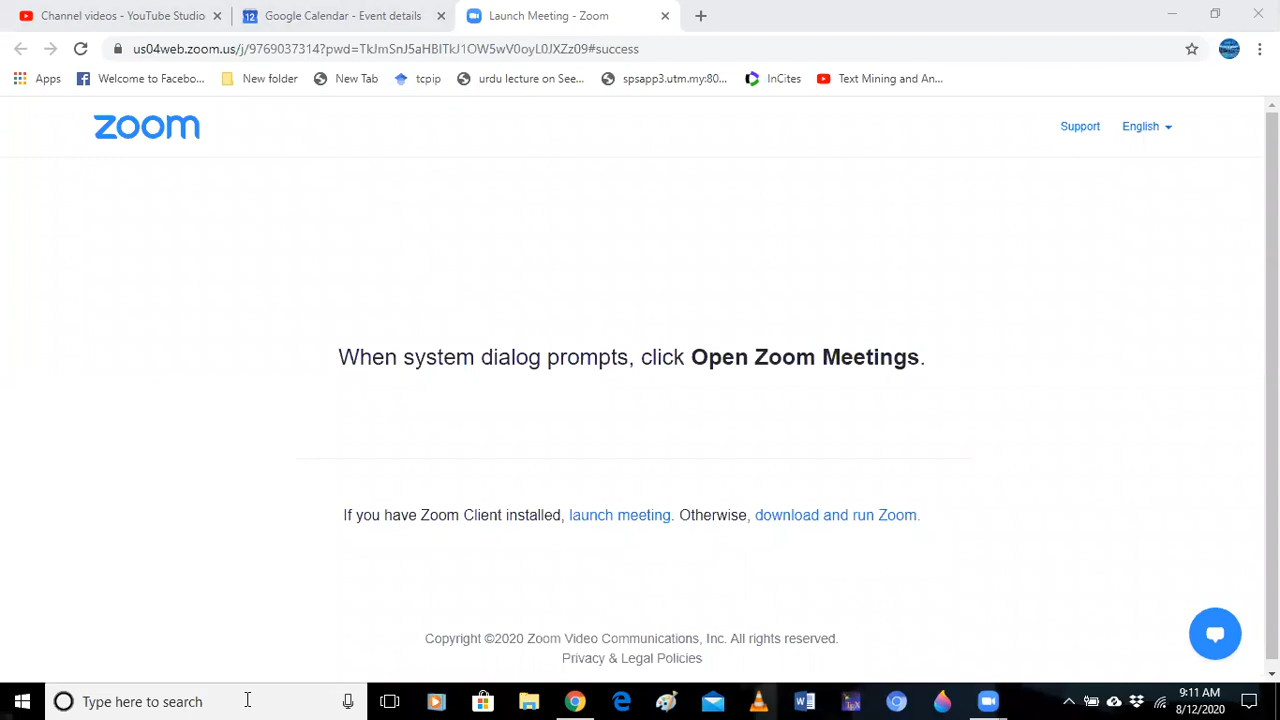 Channel videos - YouTube Studio
12 Google Calendar - Event details
Launch Meeting - Zoom
us04web.zoom.us/j/9769037314?pwd=TkJmSnJ5aHBITkJ1OW5wV0oyL0JXZz09#success
Apps
Welcome to Facebo...
New folder
New Tab
tcpip
urdu lecture on See...
spsapp3.utm.my:80...
InCites
Text Mining and An...
zoom
Support
English
When system dialog prompts, click Open Zoom Meetings.
If you have Zoom Client installed, launch meeting. Otherwise, download and run Zoom.
Copyright ©2020 Zoom Video Communications, Inc. All rights reserved.
Privacy & Legal Policies
Type here to search
9:11 AM
8/12/2020